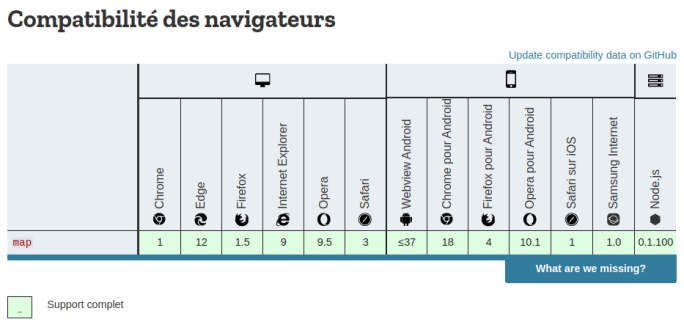 Compatibilité des navigateurs
Update compatibility data on GitHub
Chrome
Edge
Firefox
Internet Explorer
Opera
Safari
Webview Android
Chrome pour Android
Firefox pour Android
Opera pour Android
Safari sur iOS
Samsung Internet
Node.js
map 1 12 1.5 9 9.5 3 ≤37 18 4 10.1 1 1.0 0.1.100
What are we missing?
Support complet